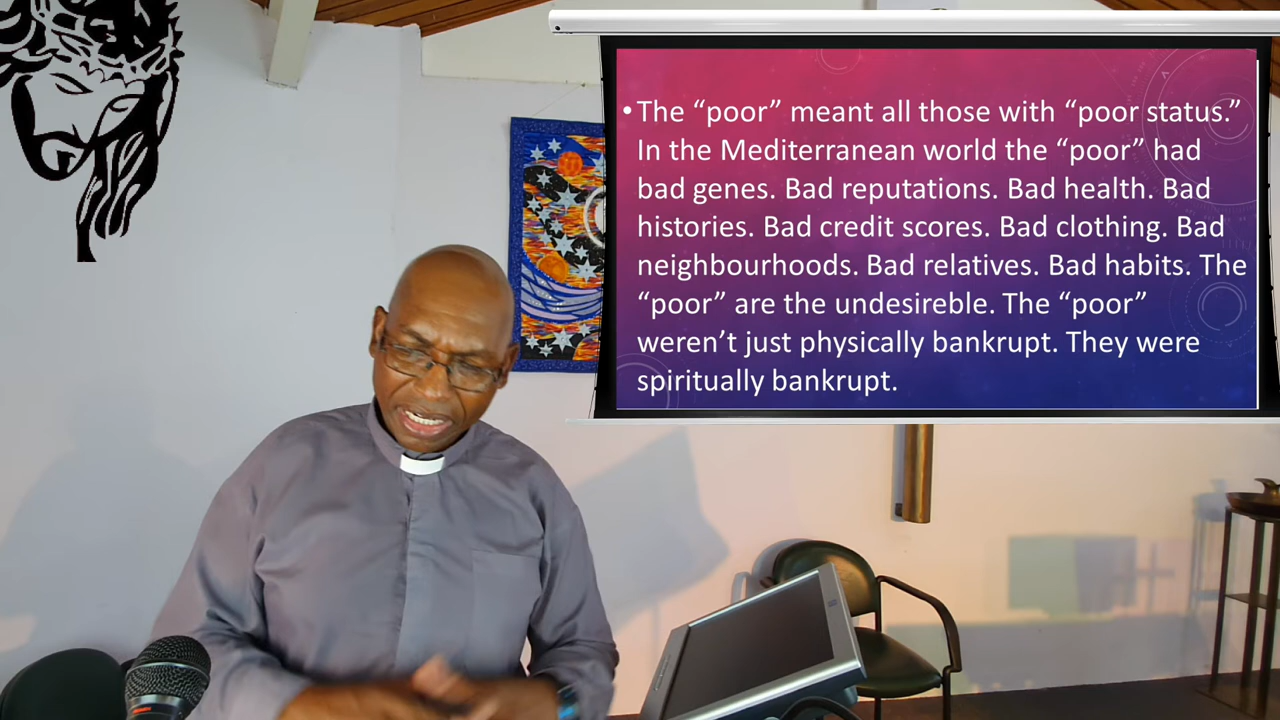 • The “poor” meant all those with “poor status.”
In the Mediterranean world the “poor” had
bad genes. Bad reputations. Bad health. Bad
histories. Bad credit scores. Bad clothing. Bad
neighbourhoods. Bad relatives. Bad habits. The
“poor” are the undesireble. The “poor”
weren’t just physically bankrupt. They were
spiritually bankrupt.